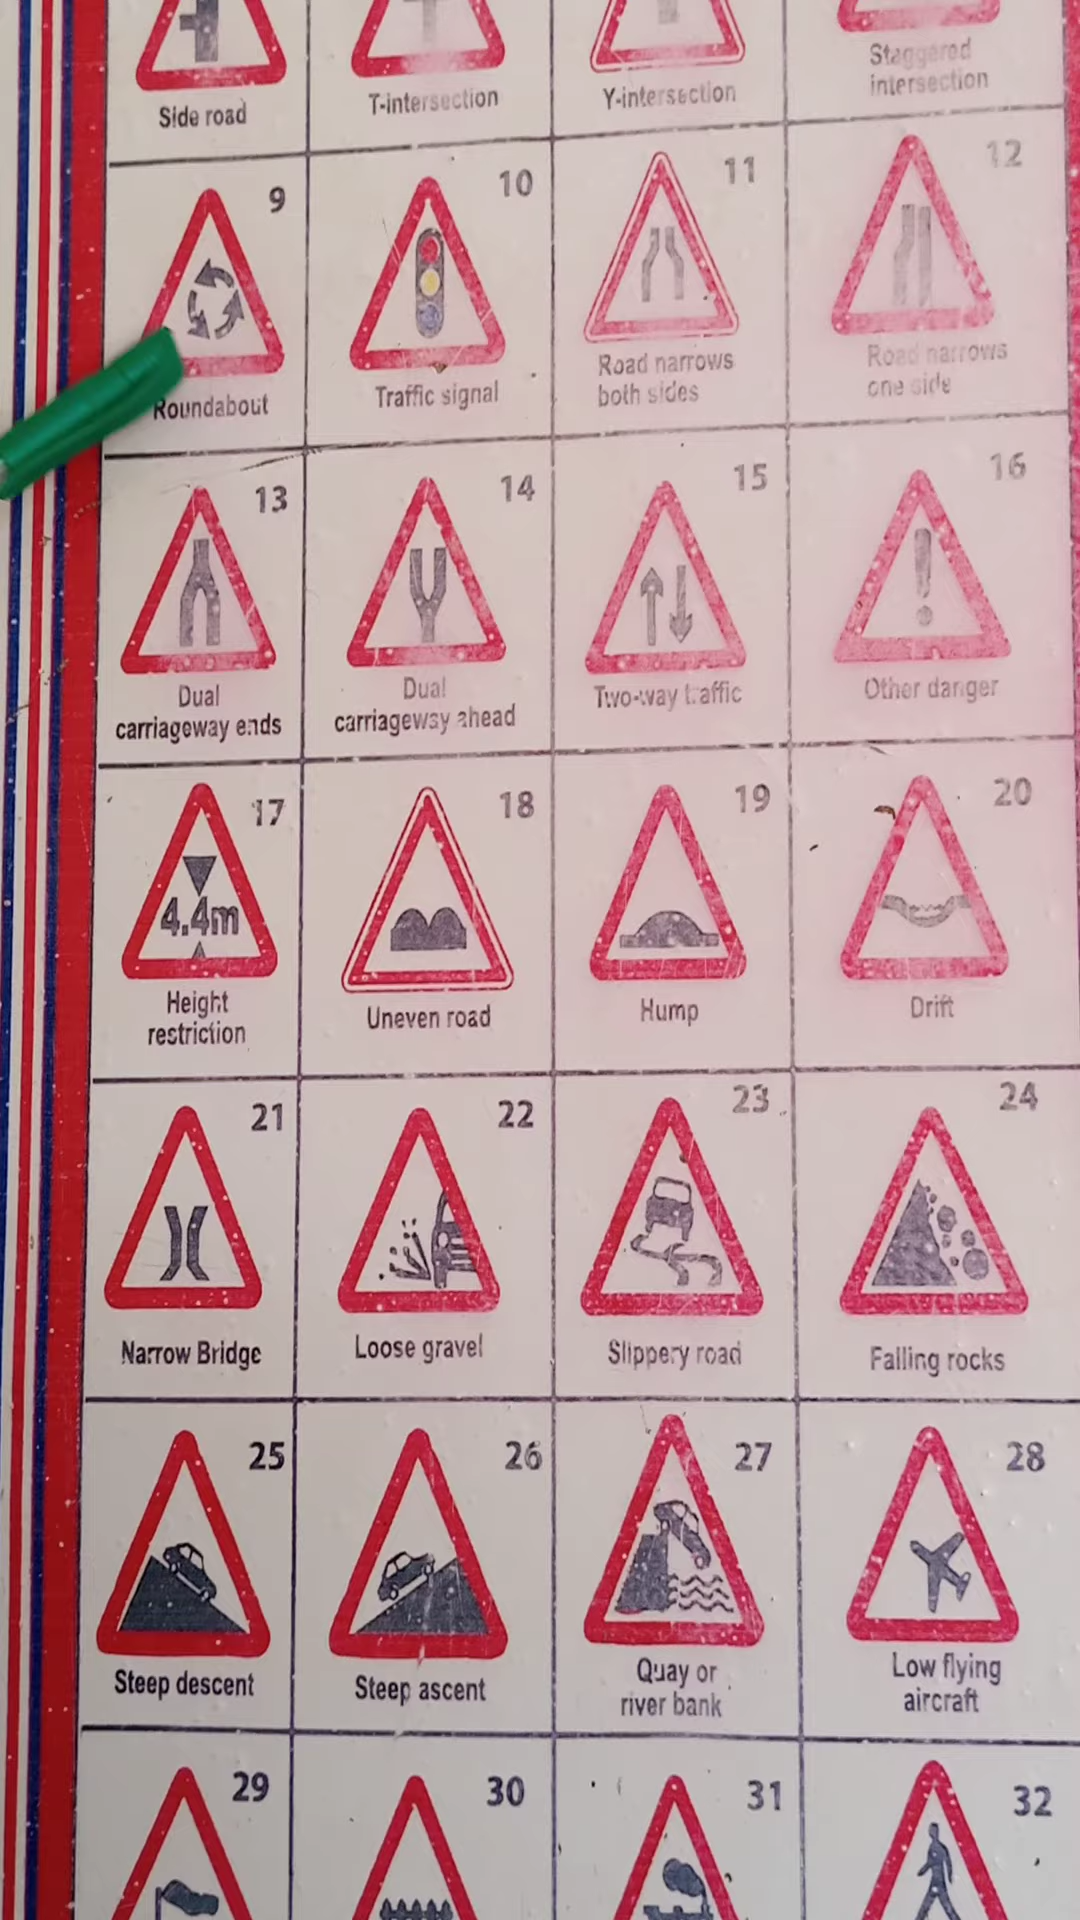 Side road
T-intersection
Y-intersection
Staggered
intersection
9
Roundabout
10
Traffic signal
11
Road narrows
both sides
12
Road narrows
one side
13
Dual
carriageway ends
14
Dual
carriageway ahead
15
Two-way traffic
16
Other danger
17
4.4m
Height
restriction
18
Uneven road
19
Hump
20
Drift
21
Narrow Bridge
22
Loose gravel
23
Slippery road
24
Falling rocks
25
Steep descent
26
Steep ascent
27
Quay or
river bank
28
Low flying
aircraft
29
30
31
32